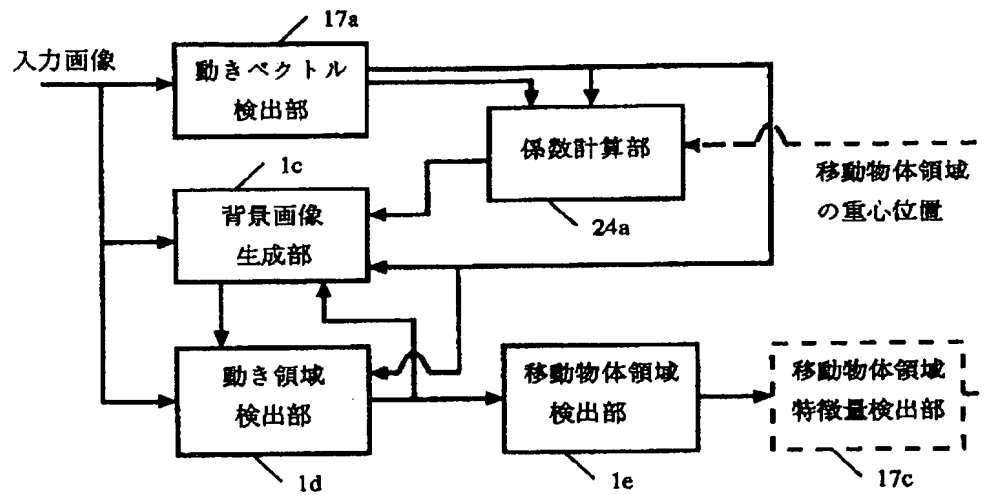 17a
入力画像
動きベクトル
検出部
係数計算部
24a
移動物体領域
の重心位置
1c
背景画像
生成部
動き領域
検出部
1d
移動物体領域
検出部
1e
移動物体領域
特徴量検出部
17c